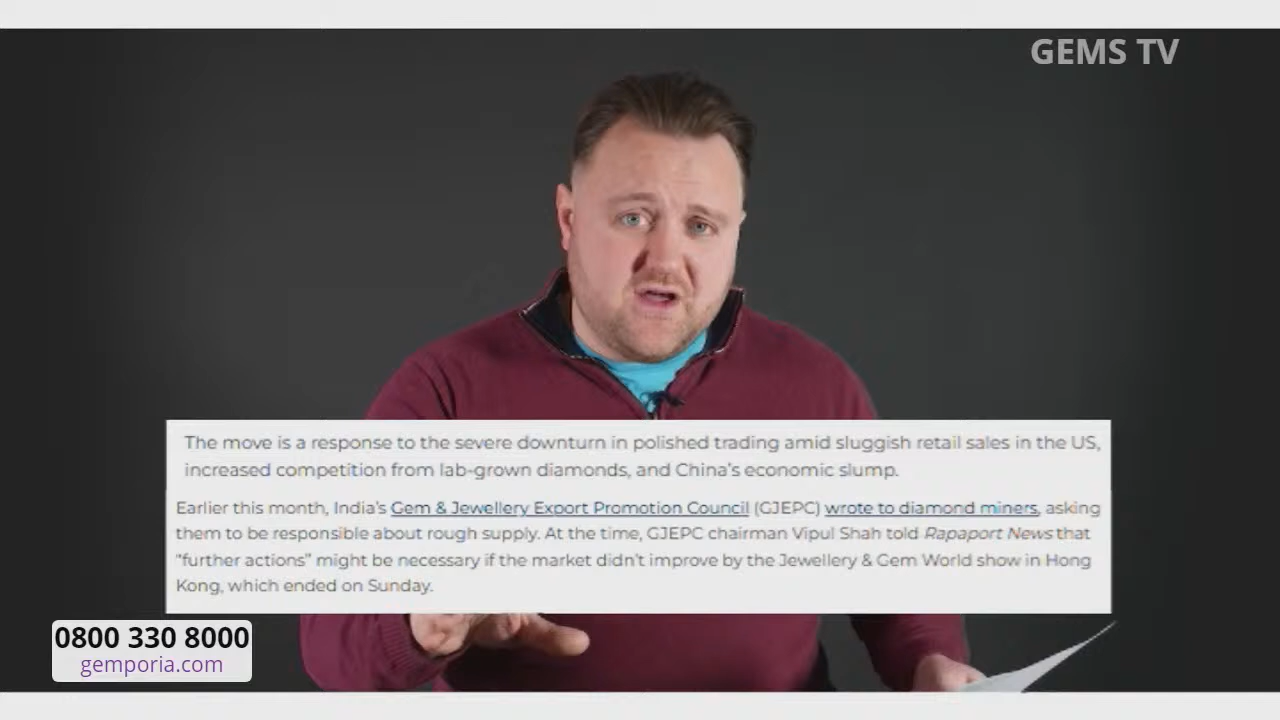 GEMS TV
The move is a response to the severe downturn in polished trading amid sluggish retail sales in the US,
increased competition from lab-grown diamonds, and China's economic slump.
Earlier this month, India's Gem & Jewellery Export Promotion Council (GJEPC) wrote to diamond miners, asking
them to be responsible about rough supply. At the time, GJEPC chairman Vipul Shah told Rapaport News that
"further actions" might be necessary if the market didn't improve by the Jewellery & Gem World show in Hong
Kong, which ended on Sunday.
0800 330 8000
gemporia.com